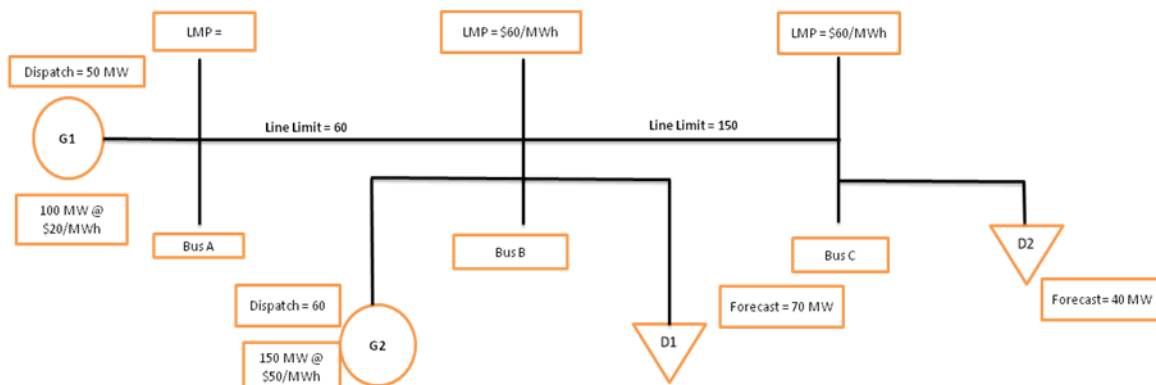 LMP =
LMP = $60/MWh
LMP = $60/MWh
Dispatch = 50 MW
G1
Line Limit = 60
Line Limit = 150
100 MW @
$20/MWh
Bus A
Bus B
Bus C
D2
Dispatch = 60
Forecast = 70 MW
Forecast= 40 MW
G2
D1
150 MW @
$50/MWh